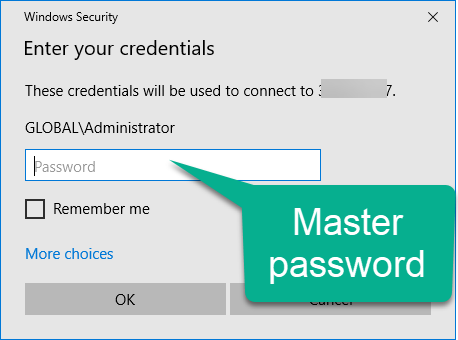 Windows Security
Enter your credentials
These credentials will be used to connect to 3 7.
GLOBAL\Administrator
Password
Master
password
Remember me
More choices
OK
Cancel